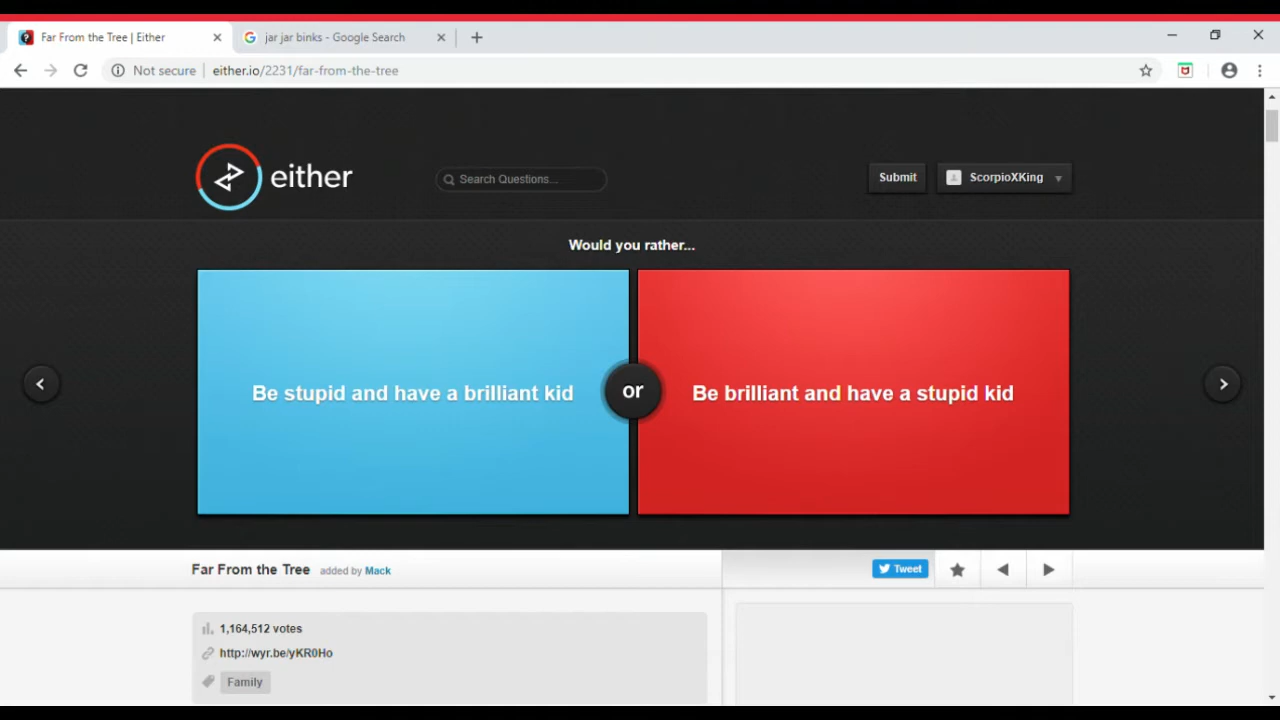 Far From the Tree | Either
jar jar binks - Google Search
Not secure
either.io/2231/far-from-the-tree
either
Search Questions...
Submit
ScorpioXKing
Would you rather...
Be stupid and have a brilliant kid
or
Be brilliant and have a stupid kid
Far From the Tree added by Mack
Tweet
1,164,512 votes
http://wyr.be/yKR0Ho
Family